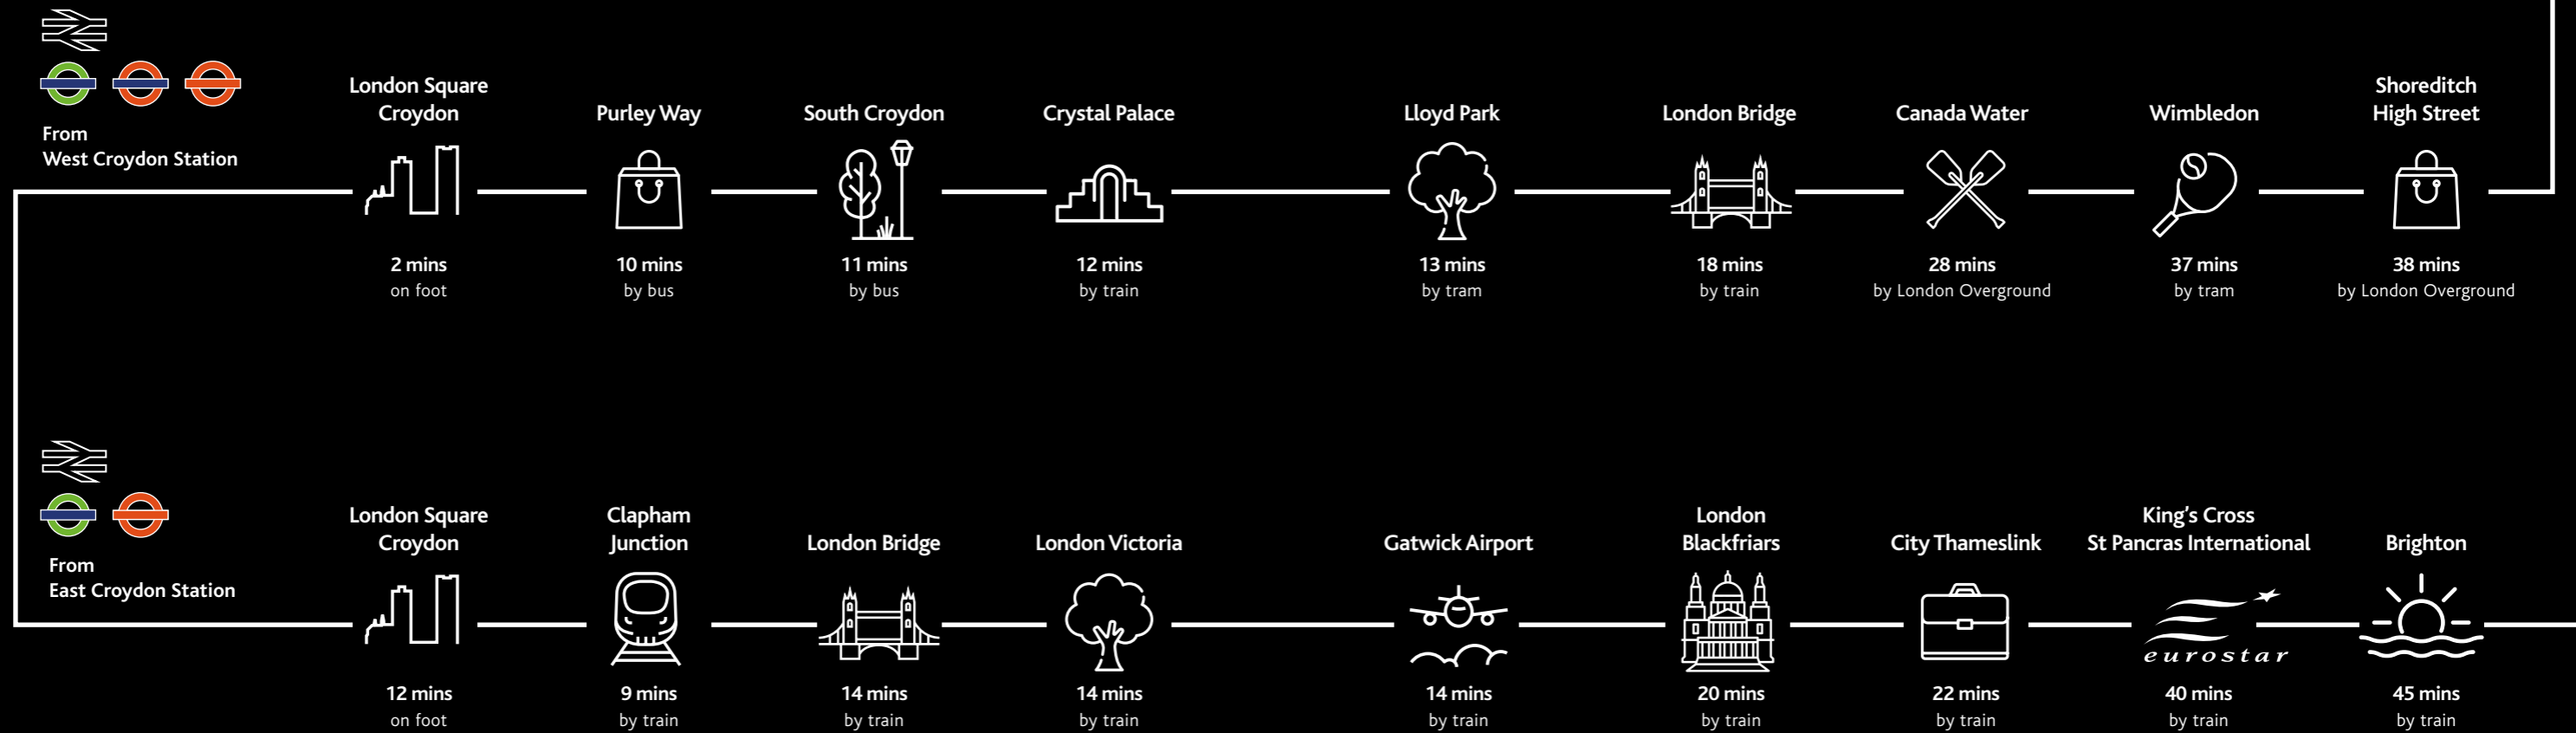 From
West Croydon Station
London Square
Croydon
2 mins
on foot
Purley Way
10 mins
by bus
South Croydon
11 mins
by bus
Crystal Palace
12 mins
by train
Lloyd Park
13 mins
by tram
London Bridge
18 mins
by train
Canada Water
28 mins
by London Overground
Wimbledon
37 mins
by tram
Shoreditch
High Street
38 mins
by London Overground
From
East Croydon Station
London Square
Croydon
12 mins
on foot
Clapham
Junction
9 mins
by train
London Bridge
14 mins
by train
London Victoria
14 mins
by train
Gatwick Airport
14 mins
by train
London
Blackfriars
20 mins
by train
City Thameslink
22 mins
by train
King's Cross
St Pancras International
eurostar
40 mins
by train
Brighton
45 mins
by train